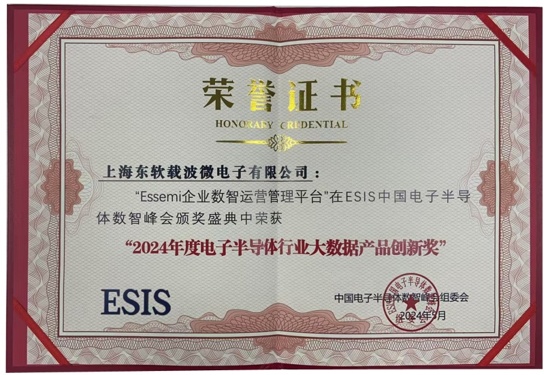 荣誉证书
HONORARY CREDENTIAL
上海东软载波微电子有限公司：
“Essemi企业数智运营管理平台”在ESIS中国电子半导
体数智峰会颁奖盛典中荣获
“2024年度电子半导体行业大数据产品创新奖”
ESIS
中国电子半导体数智峰会组委会
2024年5月